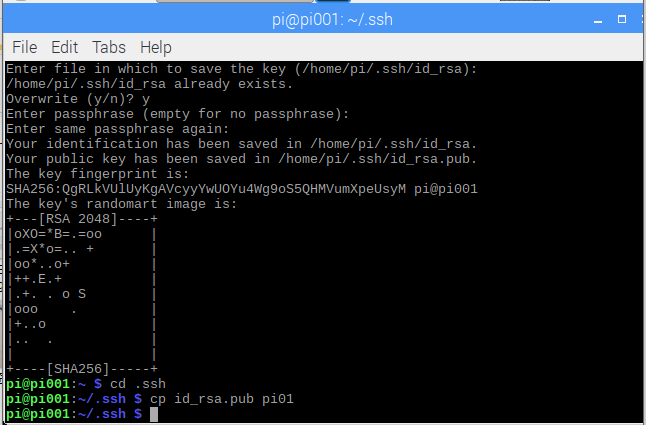 pi@pi001: ~/.ssh
File Edit Tabs Help
Enter file in which to save the key (/home/pi/.ssh/id_rsa):
/home/pi/.ssh/id_rsa already exists.
Overwrite (y/n)? y
Enter passphrase (empty for no passphrase):
Enter same passphrase again:
Your identification has been saved in /home/pi/.ssh/id_rsa.
Your public key has been saved in /home/pi/.ssh/id_rsa.pub.
The key fingerprint is:
SHA256:QgRLkVUlUyKgAVcyyYwUOYu4Wg9oS5QHMVumXpeUsyM pi@pi001
The key's randomart image is:
+---[RSA 2048]----+
|oXO=*B=.=oo      |
|.=X*o=.. +       |
|oo*..o+          |
|++.E.+           |
|.+. . o S        |
|ooo    .         |
|+..o             |
|..  .            |
|                 |
+----[SHA256]-----+
pi@pi001:~ $ cd .ssh
pi@pi001:~/.ssh $ cp id_rsa.pub pi01
pi@pi001:~/.ssh $